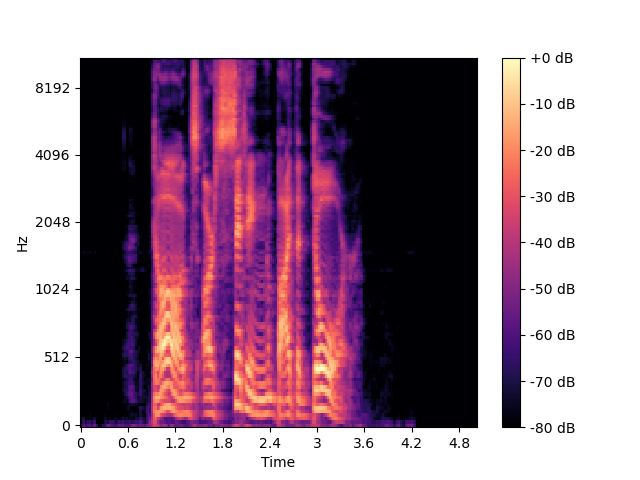 8192
4096
2048
1024
512
0
Hz
0 0.6 1.2 1.8 2.4 3 3.6 4.2 4.8
Time
+0 dB
-10 dB
-20 dB
-30 dB
-40 dB
-50 dB
-60 dB
-70 dB
-80 dB